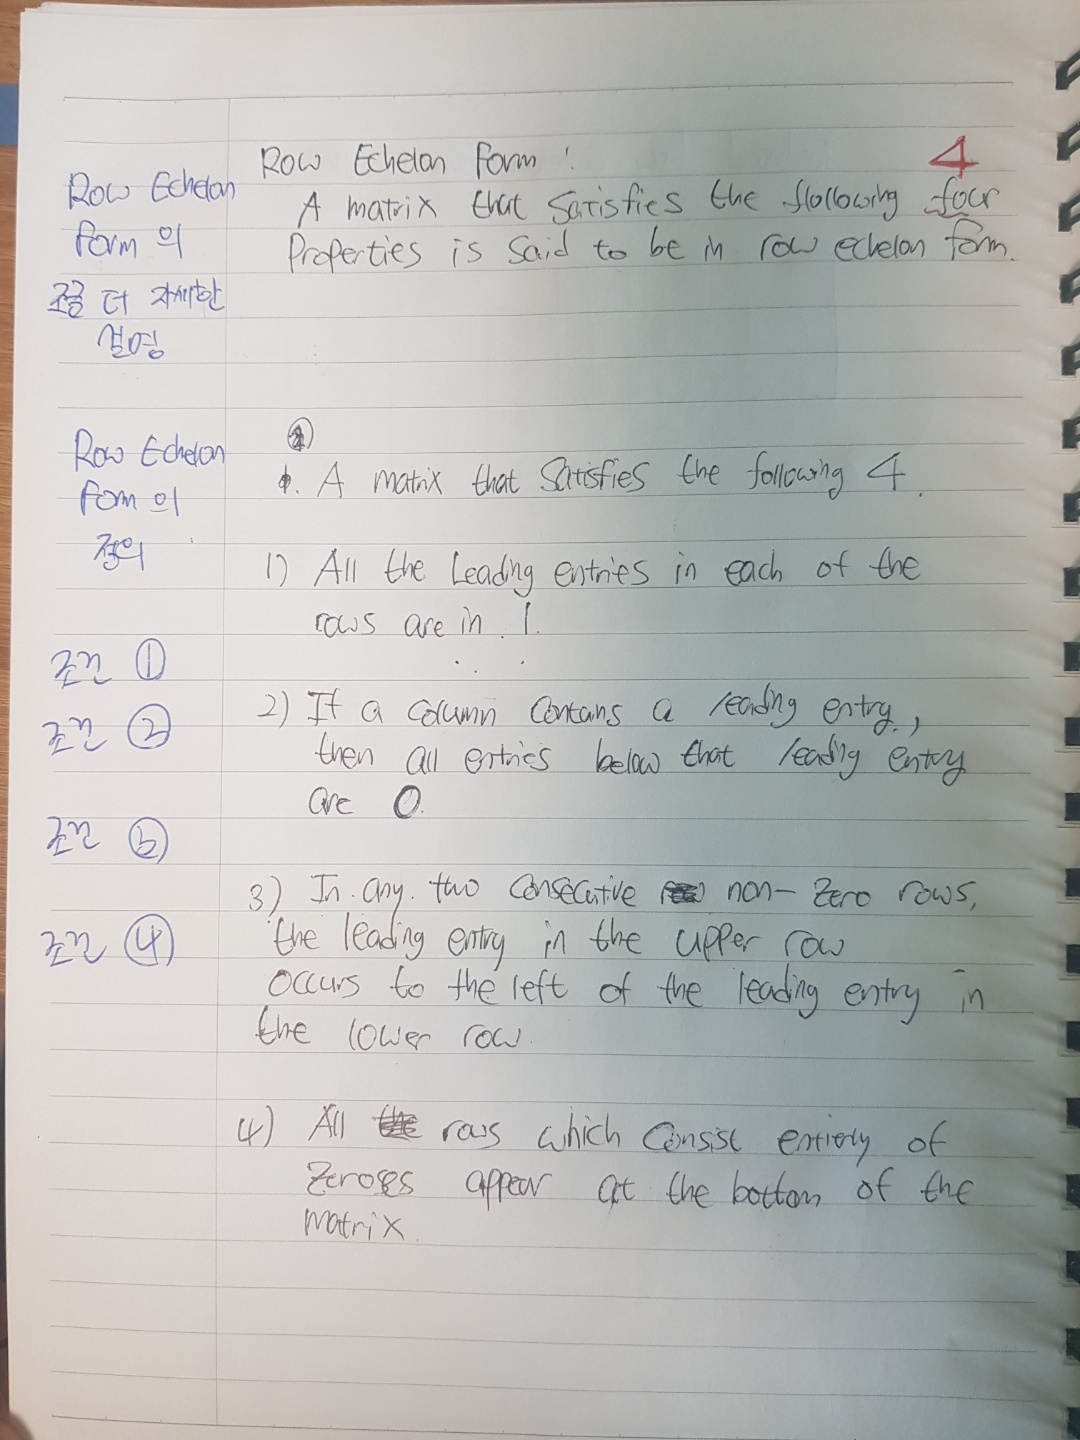 Row Echelon Form :
4
A matrix that satisfies the flollowing four
Properties is said to be in row echelon form.
Row Echelon
form 의
조금 더 자세한
설명
Row Echelon
form 의
정의
A matrix that satisfies the following 4.
1) All the Leading entries in each of the
rows are in 1.
조건 ①
조건 ②
2) If a column contans a leading entry,
then all entries below that leading entry
are 0.
조건 ③
3) In any two consecutive non-zero rows,
the leading entry in the upper row
occurs to the left of the leading entry in
the lower row
조건 ④
4) All rows which consist entirely of
zeroes appear at the bottom of the
matrix.